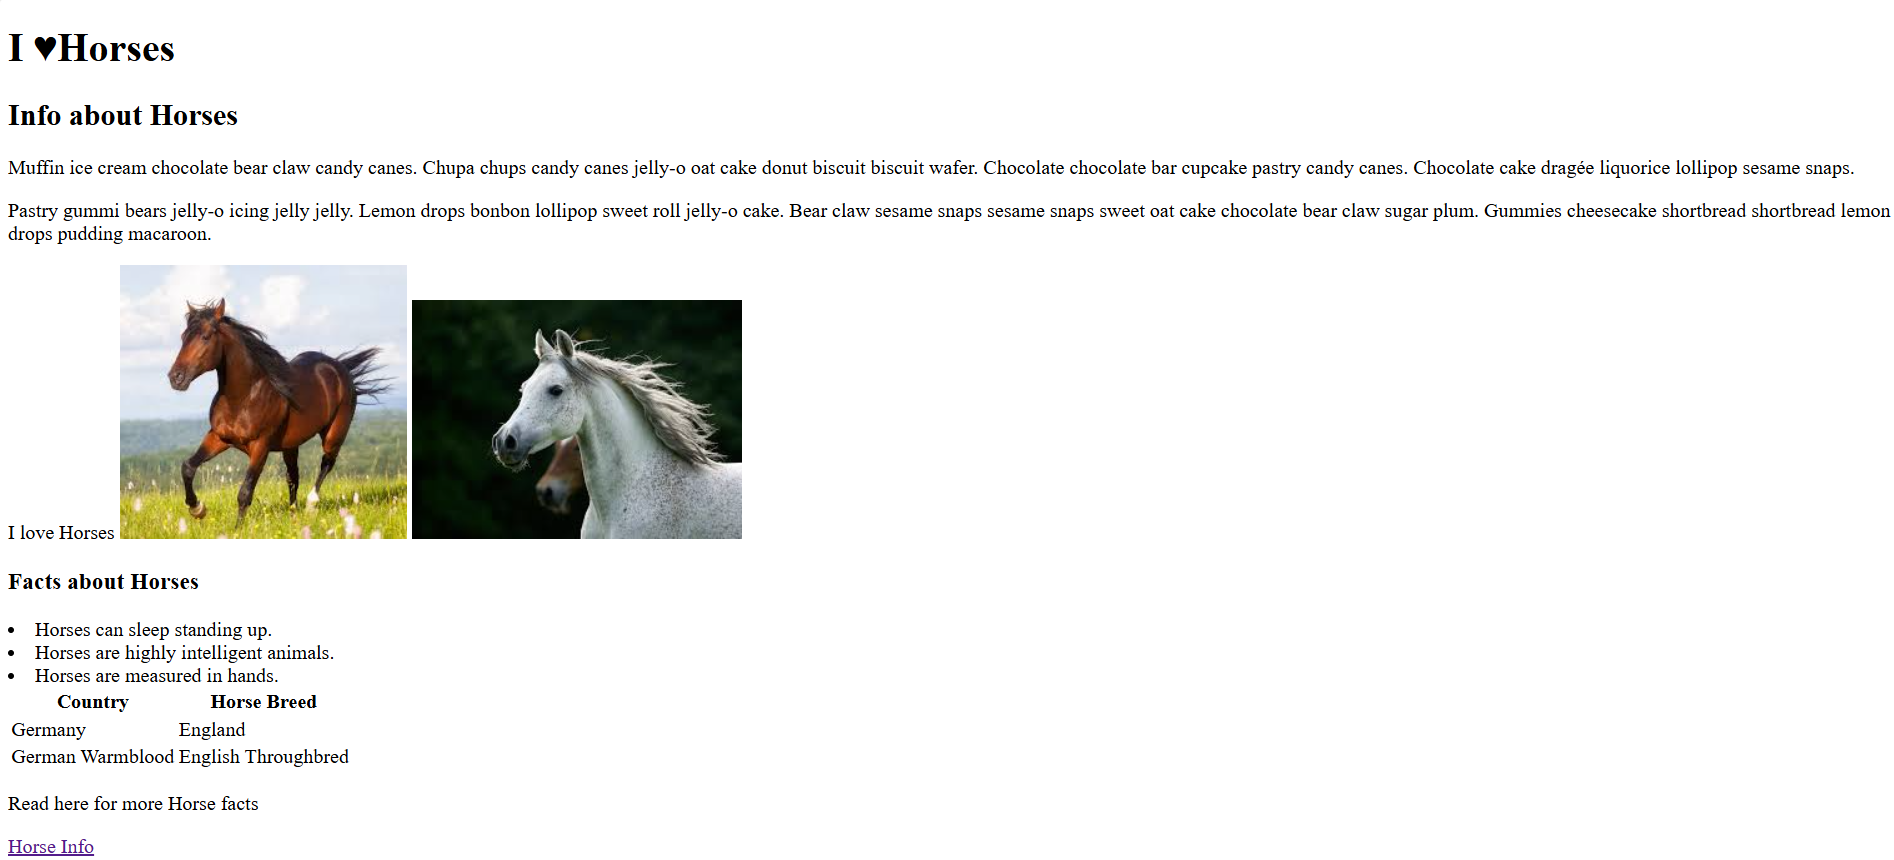 I ♥Horses
Info about Horses
Muffin ice cream chocolate bear claw candy canes. Chupa chups candy canes jelly-o oat cake donut biscuit biscuit wafer. Chocolate chocolate bar cupcake pastry candy canes. Chocolate cake dragée liquorice lollipop sesame snaps.
Pastry gummi bears jelly-o icing jelly jelly. Lemon drops bonbon lollipop sweet roll jelly-o cake. Bear claw sesame snaps sesame snaps sweet oat cake chocolate bear claw sugar plum. Gummies cheesecake shortbread shortbread lemon
drops pudding macaroon.
I love Horses
Facts about Horses
• Horses can sleep standing up.
• Horses are highly intelligent animals.
• Horses are measured in hands.
Country Horse Breed
Germany England
German Warmblood English Throughbred
Read here for more Horse facts
Horse Info